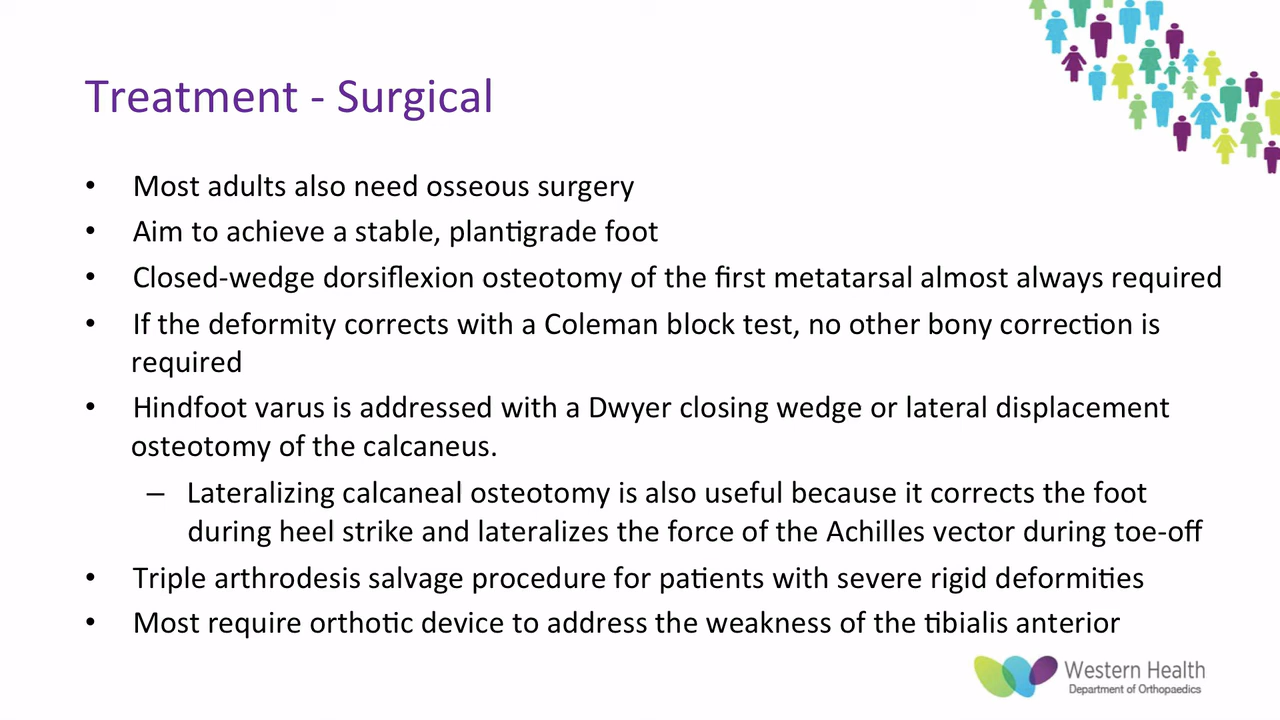 Treatment - Surgical
• Most adults also need osseous surgery
• Aim to achieve a stable, plantigrade foot
• Closed-wedge dorsiflexion osteotomy of the first metatarsal almost always required
• If the deformity corrects with a Coleman block test, no other bony correction is
required
• Hindfoot varus is addressed with a Dwyer closing wedge or lateral displacement
osteotomy of the calcaneus.
– Lateralizing calcaneal osteotomy is also useful because it corrects the foot
during heel strike and lateralizes the force of the Achilles vector during toe-off
• Triple arthrodesis salvage procedure for patients with severe rigid deformities
• Most require orthotic device to address the weakness of the tibialis anterior
Western Health
Department of Orthopaedics